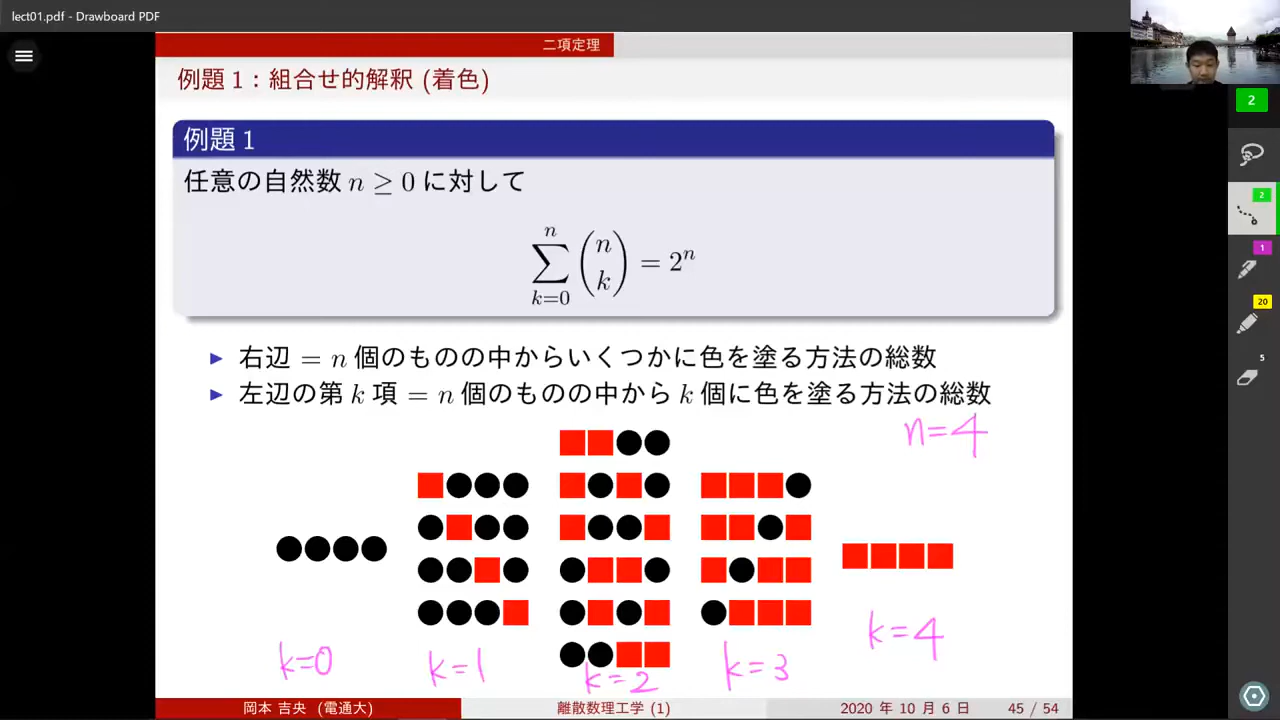 lect01.pdf - Drawboard PDF
二項定理
例題 1 : 組合せ的解釈 (着色)
例題 1
任意の自然数 n ≥ 0 に対して
n
∑ (n k) = 2ⁿ
k=0
▶ 右辺 = n 個のものの中からいくつかに色を塗る方法の総数
▶ 左辺の第 k 項 = n 個のものの中から k 個に色を塗る方法の総数
n=4
k=0
k=1
k=2
k=3
k=4
岡本 吉央 (電通大)
離散数理工学 (1)
2020 年 10 月 6 日
45 / 54
2
2
1
20
5